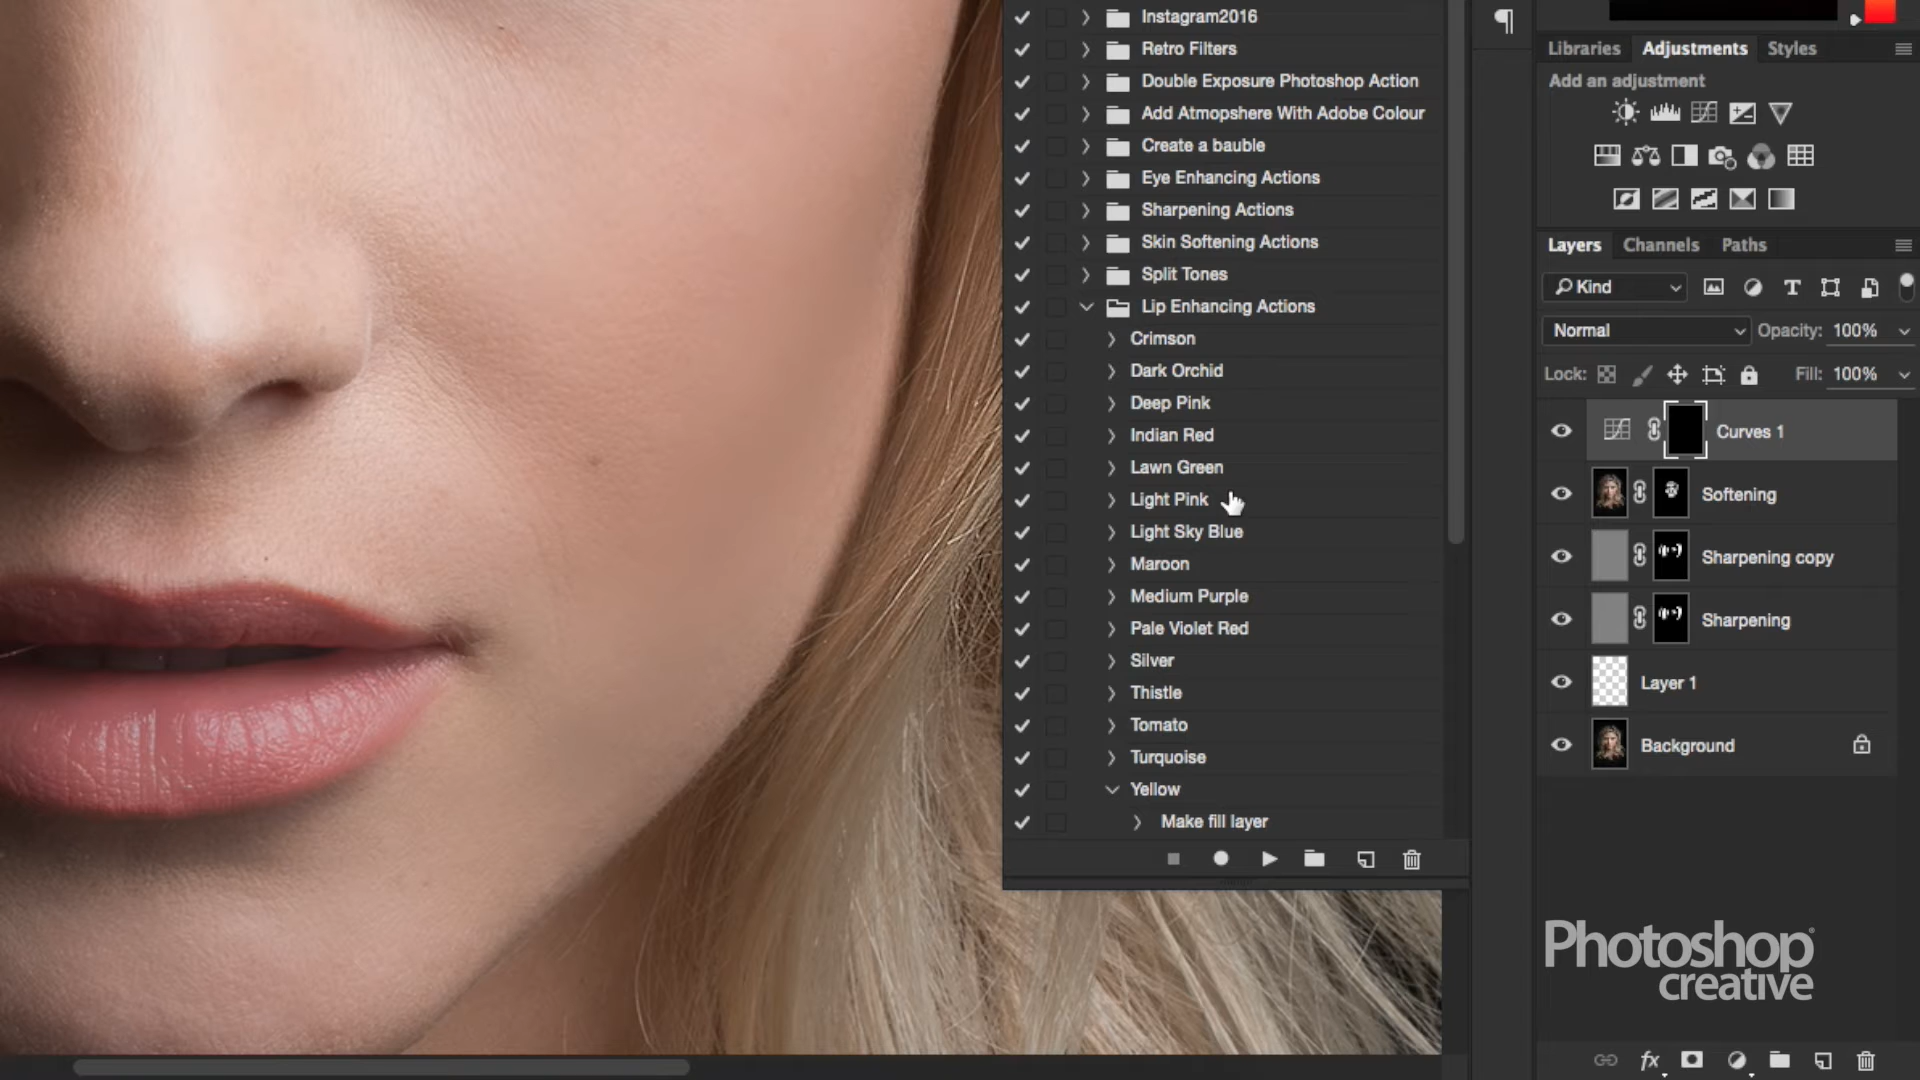 Instagram2016
Retro Filters
Double Exposure Photoshop Action
Add Atmopshere With Adobe Colour
Create a bauble
Eye Enhancing Actions
Sharpening Actions
Skin Softening Actions
Split Tones
Lip Enhancing Actions
Crimson
Dark Orchid
Deep Pink
Indian Red
Lawn Green
Light Pink
Light Sky Blue
Maroon
Medium Purple
Pale Violet Red
Silver
Thistle
Tomato
Turquoise
Yellow
Make fill layer
Libraries Adjustments Styles
Add an adjustment
Layers Channels Paths
Kind
Normal Opacity: 100%
Lock: Fill: 100%
Curves 1
Softening
Sharpening copy
Sharpening
Layer 1
Background
Photoshop
creative
fx